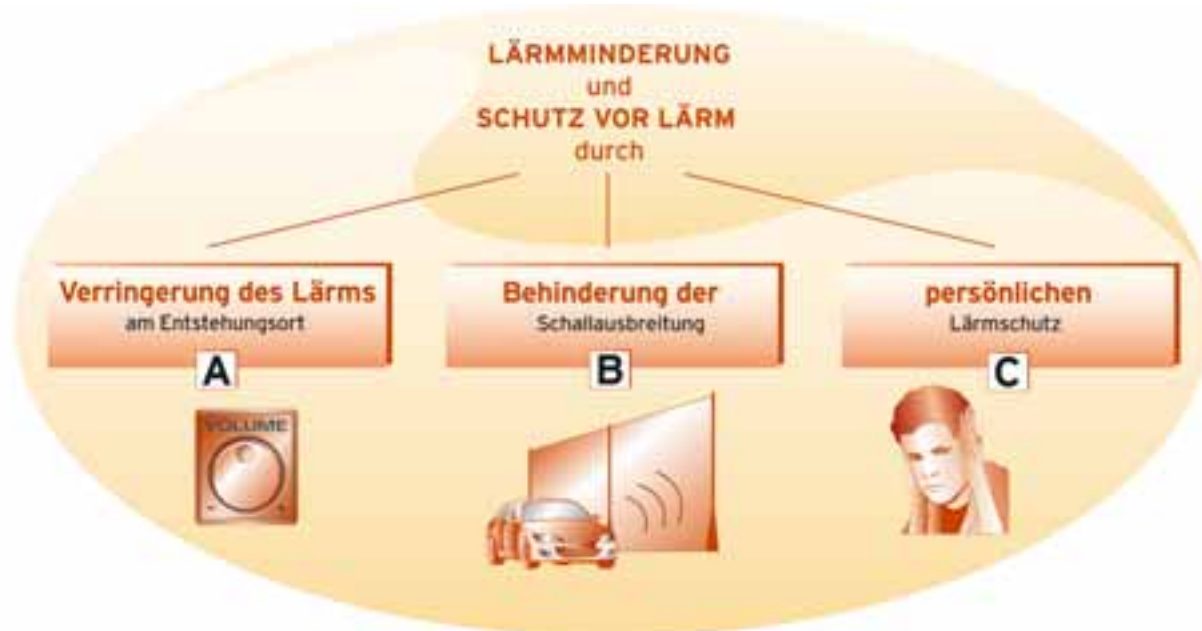 LÄRMMINDERUNG
und
SCHUTZ VOR LÄRM
durch
Verringerung des Lärms
am Entstehungsort
A
Behinderung der
Schallausbreitung
B
persönlichen
Lärmschutz
C
VOLUME